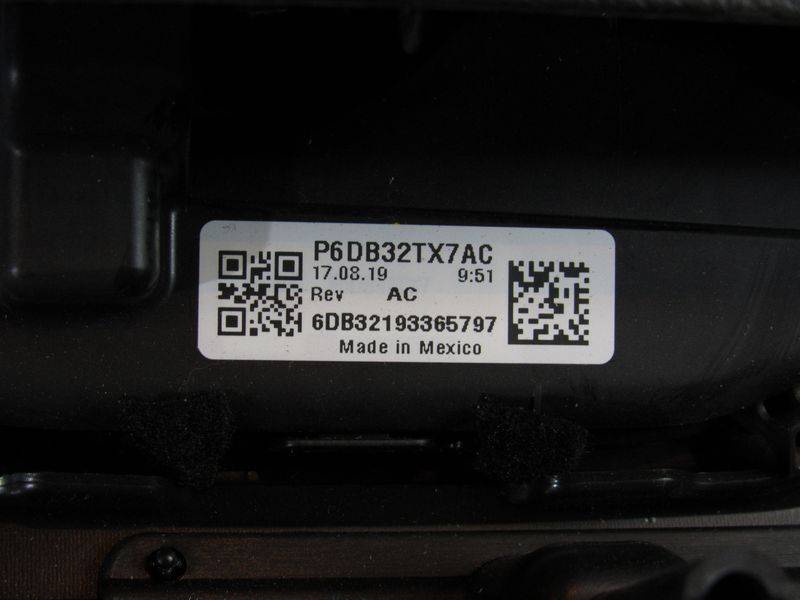 P6DB32TX7AC
17.08.19 9:51
Rev AC
6DB32193365797
Made in Mexico